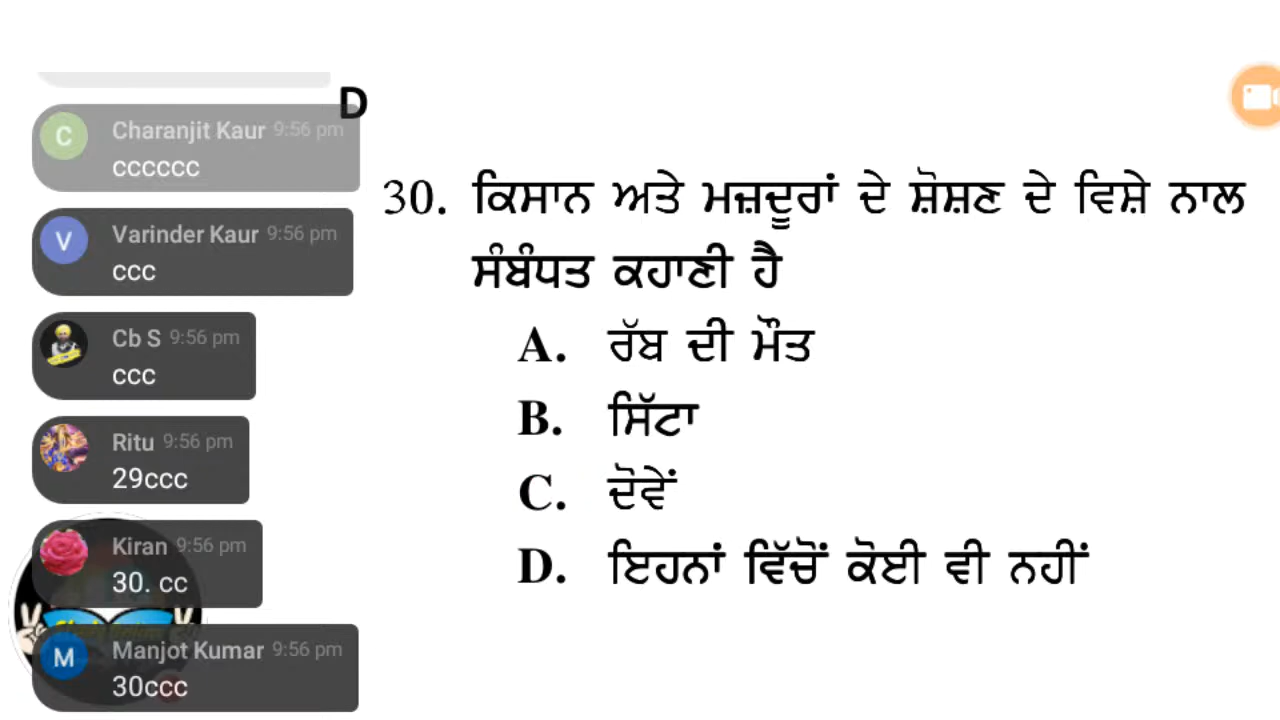 D
Charanjit Kaur 9:56 pm
cccccc
Varinder Kaur 9:56 pm
ccc
Cb S 9:56 pm
ccc
Ritu 9:56 pm
29ccc
Kiran 9:56 pm
30. cc
Manjot Kumar 9:56 pm
30ccc
C
V
M
30. ਕਿਸਾਨ ਅਤੇ ਮਜ਼ਦੂਰਾਂ ਦੇ ਸ਼ੋਸ਼ਣ ਦੇ ਵਿਸ਼ੇ ਨਾਲ
ਸੰਬੰਧਤ ਕਹਾਣੀ ਹੈ
A. ਰੱਬ ਦੀ ਮੌਤ
B. ਸਿੱਟਾ
C. ਦੋਵੇਂ
D. ਇਹਨਾਂ ਵਿੱਚੋਂ ਕੋਈ ਵੀ ਨਹੀਂ